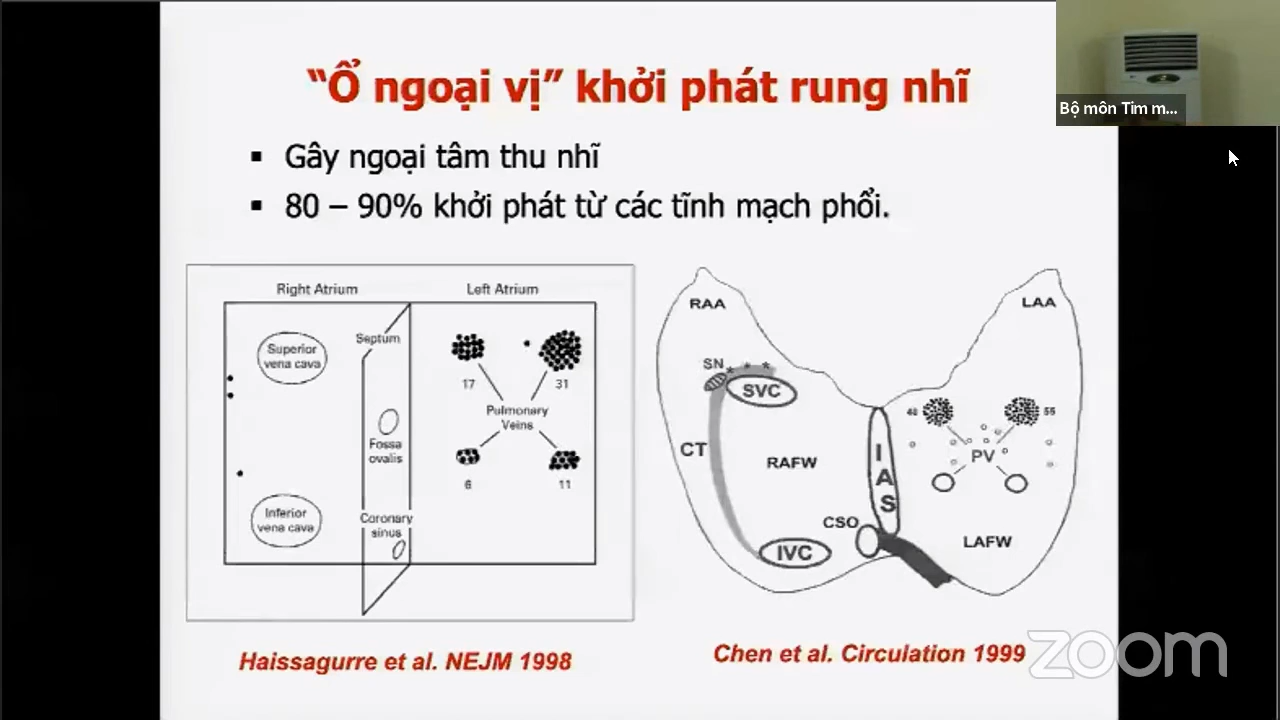 “Ổ ngoại vị” khởi phát rung nhĩ
Bộ môn Tim m...
▪ Gây ngoại tâm thu nhĩ
▪ 80 – 90% khởi phát từ các tĩnh mạch phổi.
Right Atrium
Left Atrium
Septum
Superior
vena cava
17
31
Pulmonary
Veins
Fossa
ovalis
6
11
Inferior
vena cava
Coronary
sinus
RAA
LAA
SN
SVC
48
55
CT
RAFW
IAS
PV
CSO
IVC
LAFW
Haissagurre et al. NEJM 1998
Chen et al. Circulation 1999
zoom